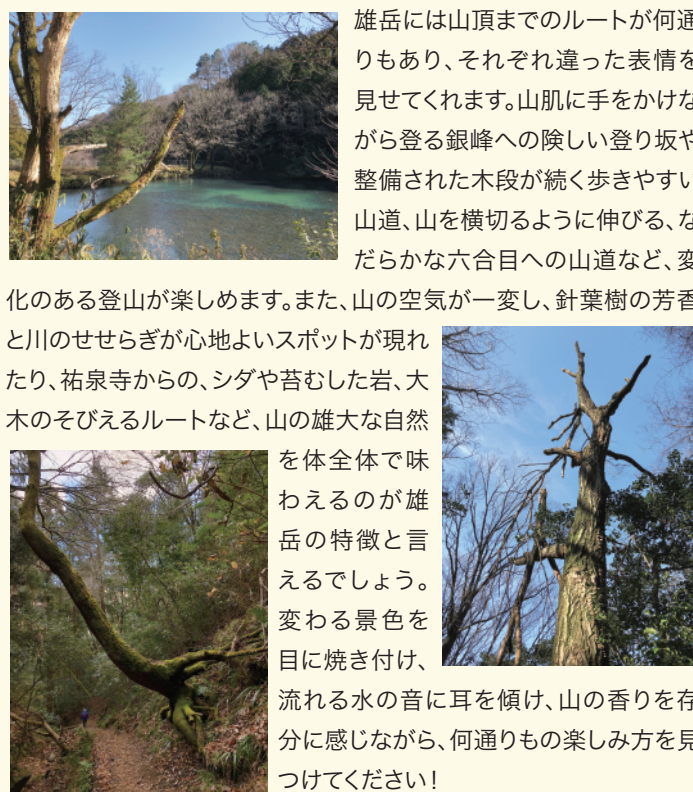 雄岳には山頂までのルートが何通
りもあり、それぞれ違った表情を
見せてくれます。山肌に手をかけな
がら登る銀峰への険しい登り坂や
整備された木段が続く歩きやすい
山道、山を横切るように伸びる、な
だらかな六合目への山道など、変
化のある登山が楽しめます。また、山の空気が一変し、針葉樹の芳香
と川のせせらぎが心地よいスポットが現れ
たり、祐泉寺からの、シダや苔むした岩、大
木のそびえるルートなど、山の雄大な自然
を体全体で味
わえるのが雄
岳の特徴と言
えるでしょう。
変わる景色を
目に焼き付け、
流れる水の音に耳を傾け、山の香りを存
分に感じながら、何通りもの楽しみ方を見
つけてください！